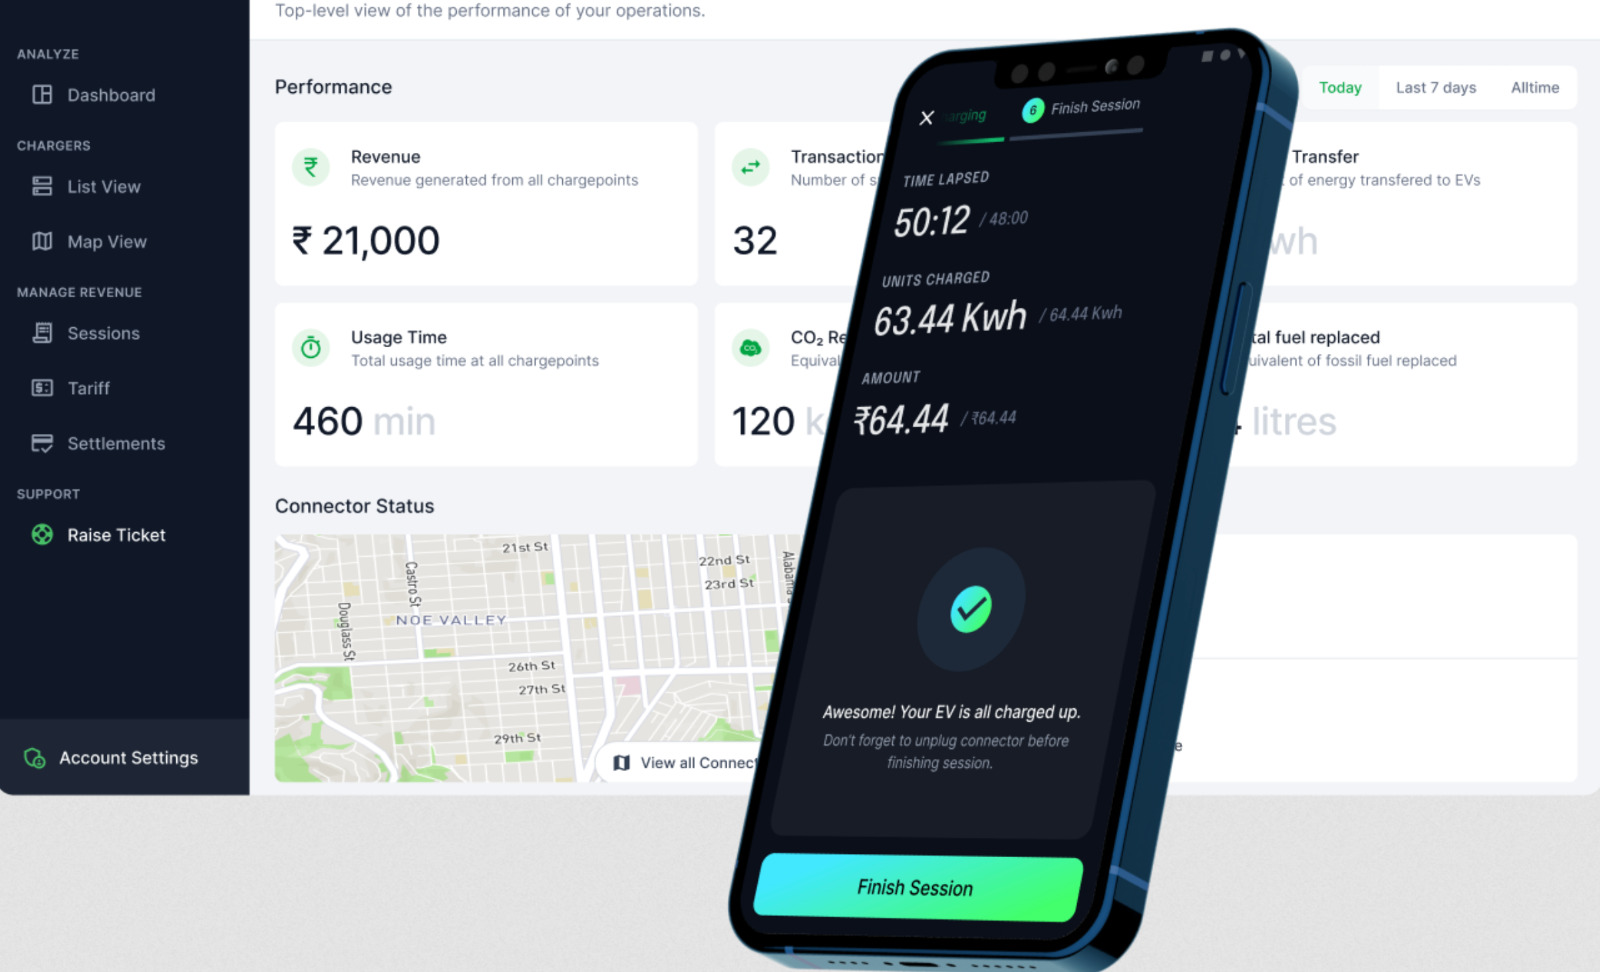 Top-level view of the performance of your operations.
ANALYZE
Dashboard
CHARGERS
List View
Map View
MANAGE REVENUE
Sessions
Tariff
Settlements
SUPPORT
Raise Ticket
Account Settings
Performance
Today Last 7 days Alltime
Revenue
Revenue generated from all chargepoints
₹ 21,000
Transaction
Number of
32
Transfer
of energy transfered to EVs
wh
Usage Time
Total usage time at all chargepoints
460 min
CO₂ Re
Equival
120 k
tal fuel replaced
uivalent of fossil fuel replaced
litres
Connector Status
21st St
22nd St
23rd St
Castro St
Douglass St
NOE VALLEY
26th St
27th St
29th St
View all Connec
arging
6 Finish Session
TIME LAPSED
50:12 / 48:00
UNITS CHARGED
63.44 Kwh / 64.44 Kwh
AMOUNT
₹64.44 / ₹64.44
Awesome! Your EV is all charged up.
Don't forget to unplug connector before
finishing session.
Finish Session